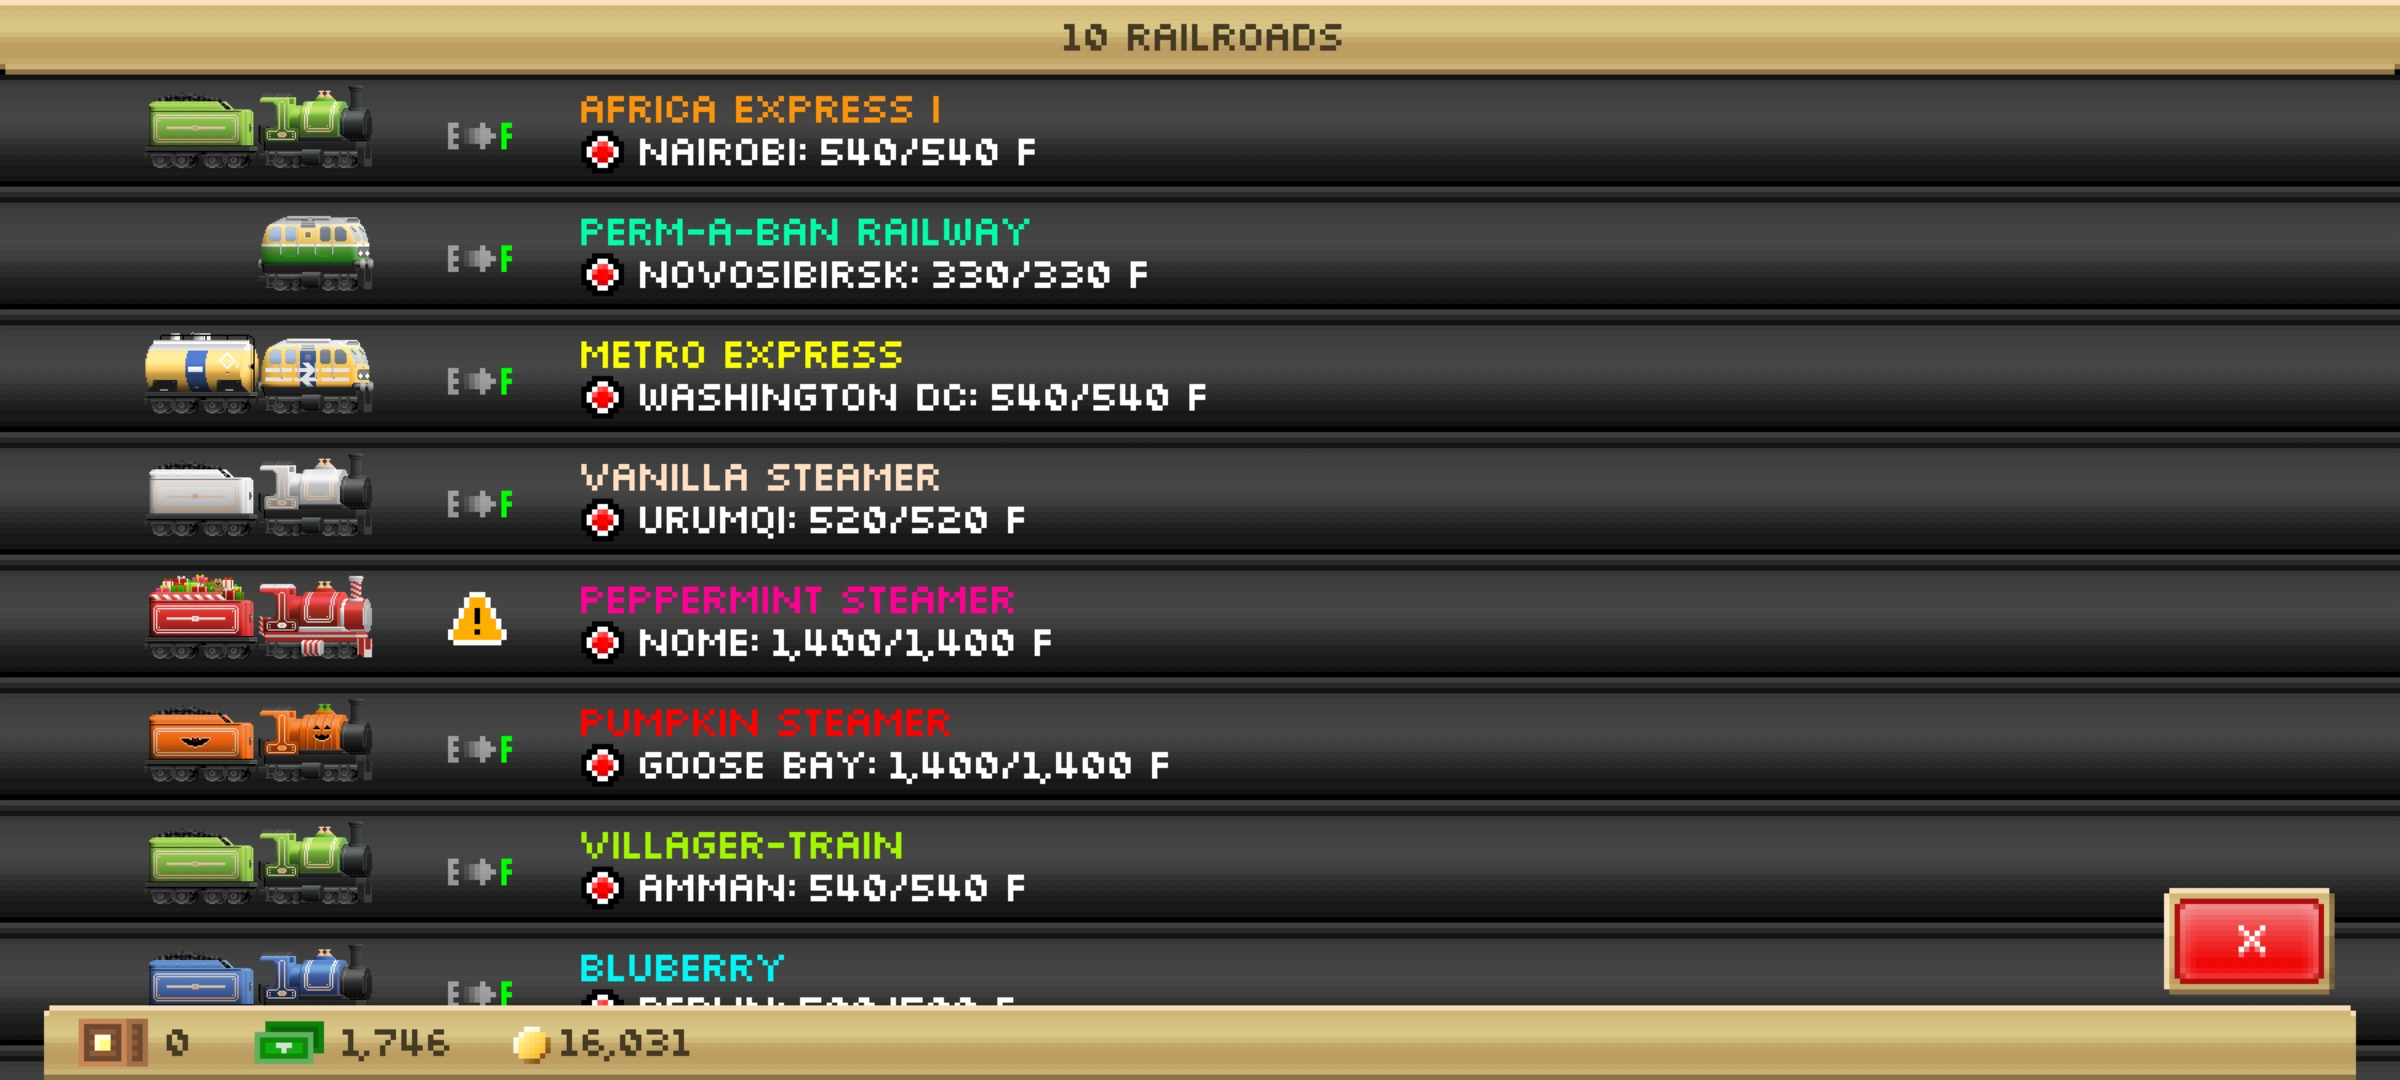 10 RAILROADS
AFRICA EXPRESS I
E F
NAIROBI: 540/540 F
PERM-A-BAN RAILWAY
E F
NOVOSIBIRSK: 330/330 F
METRO EXPRESS
E F
WASHINGTON DC: 540/540 F
VANILLA STEAMER
E F
URUMQI: 520/520 F
PEPPERMINT STEAMER
!
NOME: 1,400/1,400 F
PUMPKIN STEAMER
E F
GOOSE BAY: 1,400/1,400 F
VILLAGER-TRAIN
E F
AMMAN: 540/540 F
BLUBERRY
E F
X
0 1,746 16,031